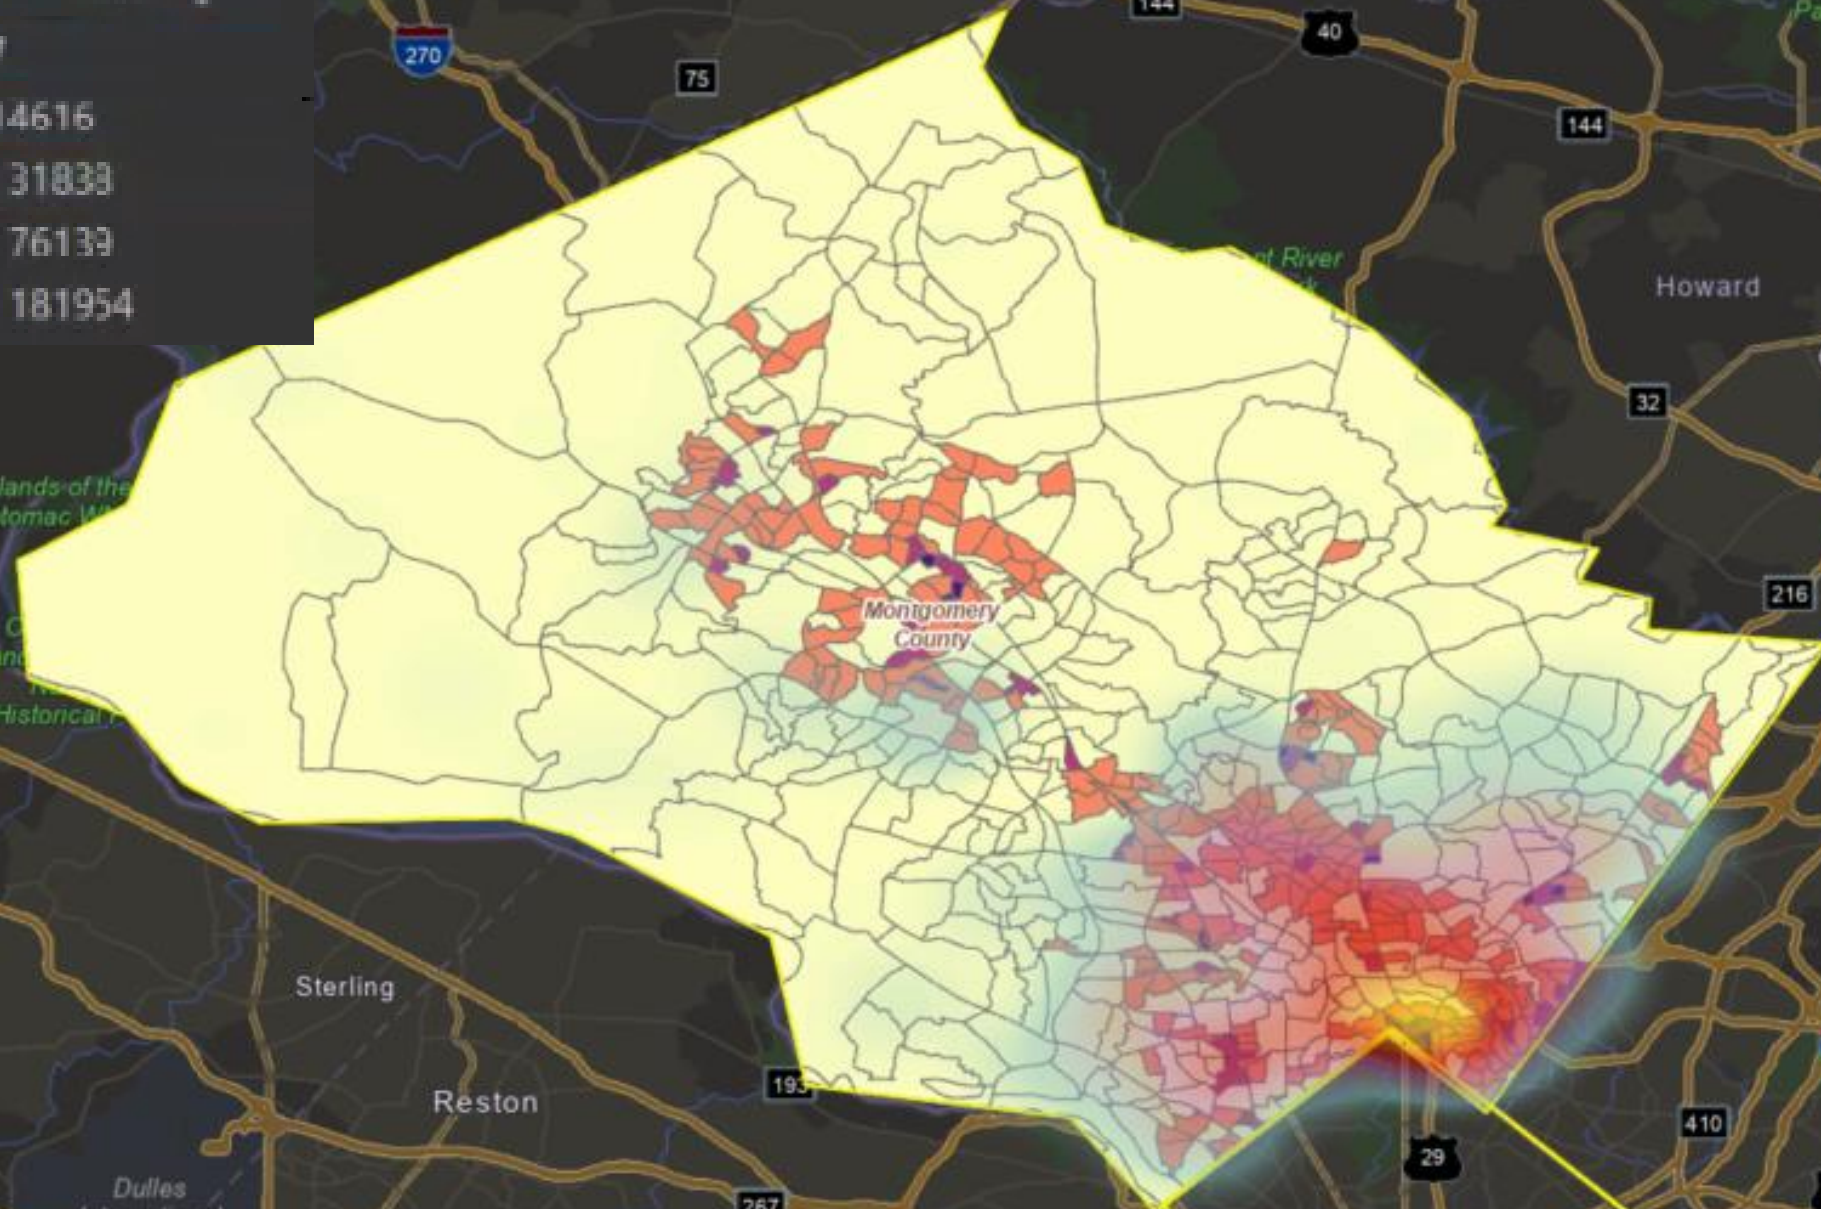 144
40
270
75
14616
144
31838
76139
nt River
Howard
181954
32
lands of the
tomac W
216
Montgomery
County
Historical P
Sterling
193
Reston
410
29
Dulles
267